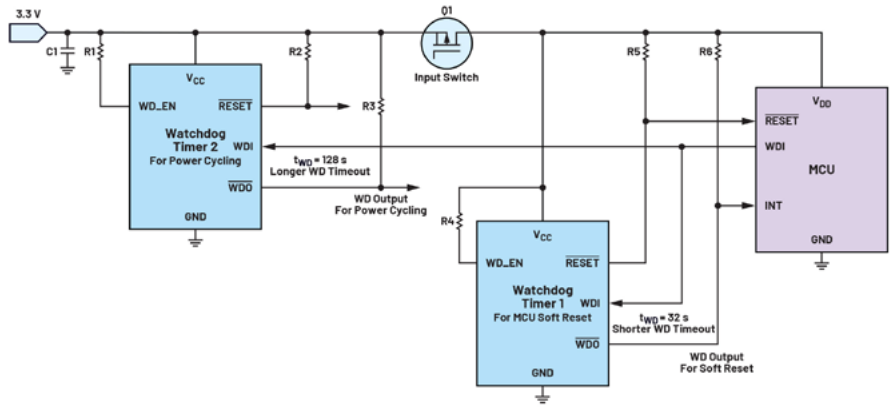 3.3 V
C1
R1
R2
R3
Q1
Input Switch
R5
R6
VCC
WD_EN
RESET
Watchdog
Timer 2
For Power Cycling
WDI
WDO
GND
tWD = 128 s
Longer WD Timeout
WD Output
For Power Cycling
R4
VCC
WD_EN
RESET
Watchdog
Timer 1
For MCU Soft Reset
WDI
WDO
GND
tWD = 32 s
Shorter WD Timeout
WD Output
For Soft Reset
VDD
RESET
WDI
MCU
INT
GND